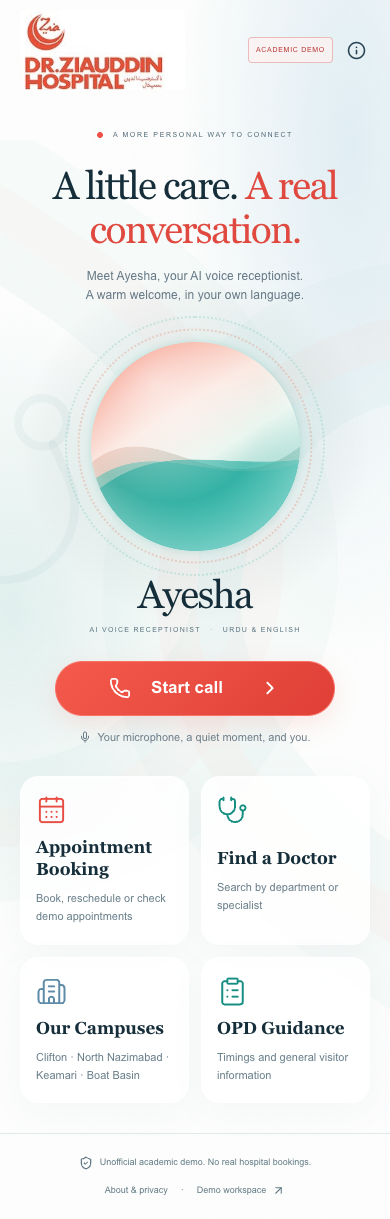 DR.ZIAUDDIN
HOSPITAL
ACADEMIC DEMO
A MORE PERSONAL WAY TO CONNECT
A little care. A real
conversation.
Meet Ayesha, your AI voice receptionist.
A warm welcome, in your own language.
Ayesha
AI VOICE RECEPTIONIST · URDU & ENGLISH
Start call
Your microphone, a quiet moment, and you.
Appointment
Booking
Book, reschedule or check
demo appointments
Find a Doctor
Search by department or
specialist
Our Campuses
Clifton · North Nazimabad ·
Keamari · Boat Basin
OPD Guidance
Timings and general visitor
information
Unofficial academic demo. No real hospital bookings.
About & privacy · Demo workspace